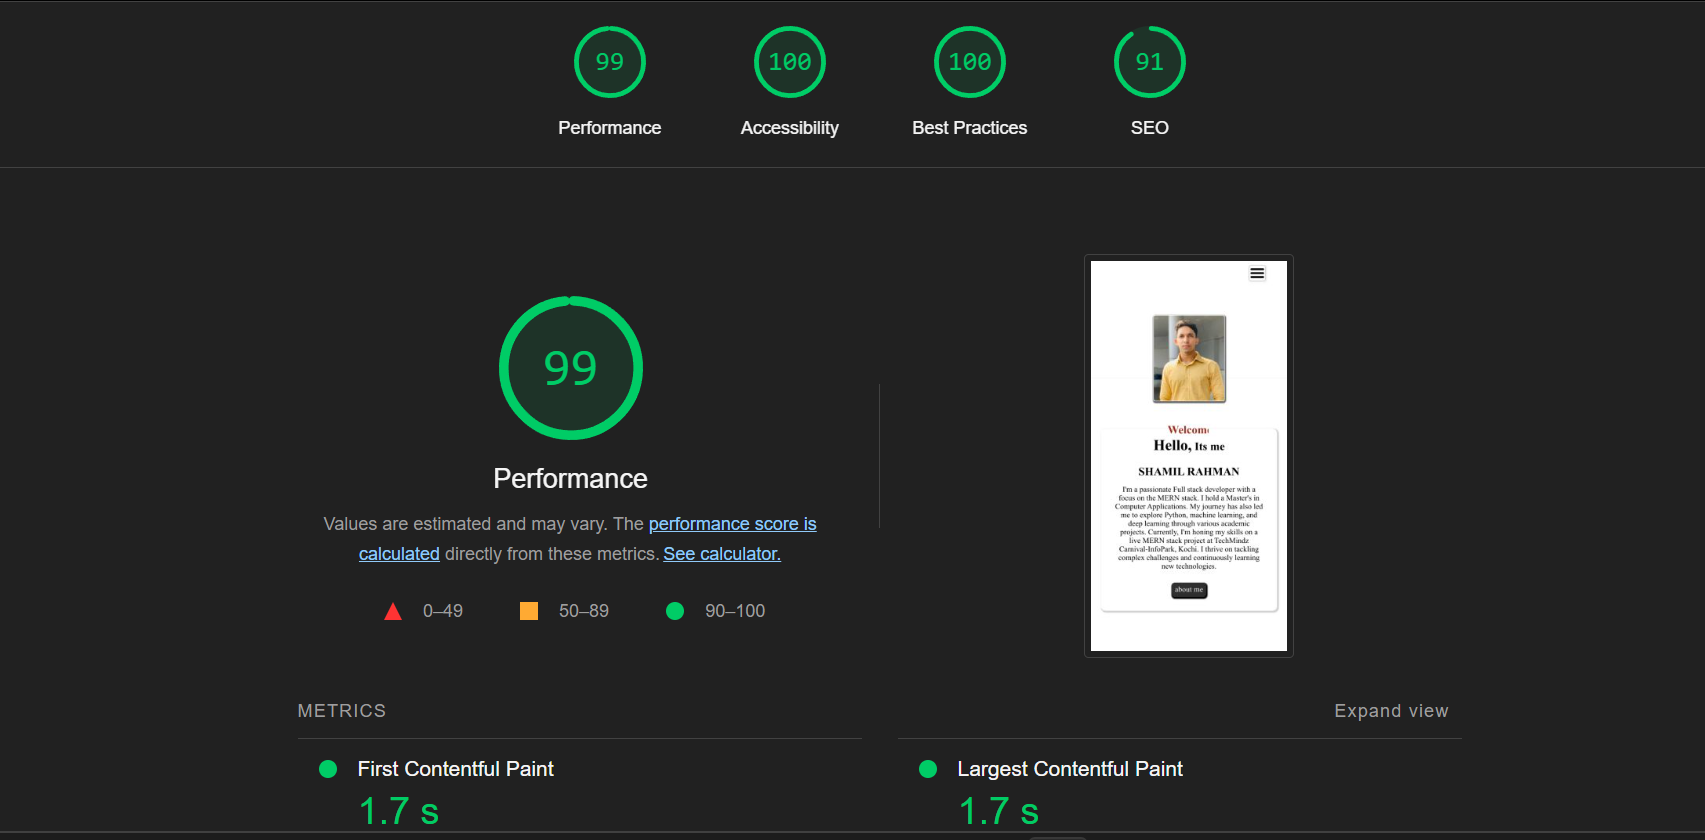 99
100
100
91
Performance
Accessibility
Best Practices
SEO
99
Performance
Values are estimated and may vary. The performance score is
calculated directly from these metrics. See calculator.
0–49
50–89
90–100
Welcome
Hello, Its me
SHAMIL RAHMAN
I'm a passionate Full stack developer with a
focus on the MERN stack. I hold a Master's in
Computer Applications. My journey has also led
me to explore Python, machine learning, and
deep learning through various academic
projects. Currently, I'm honing my skills on a
live MERN stack project at TechMindz
Carnival-InfoPark, Kochi. I thrive on tackling
complex challenges and continuously learning
new technologies.
about me
METRICS
Expand view
First Contentful Paint
1.7 s
Largest Contentful Paint
1.7 s